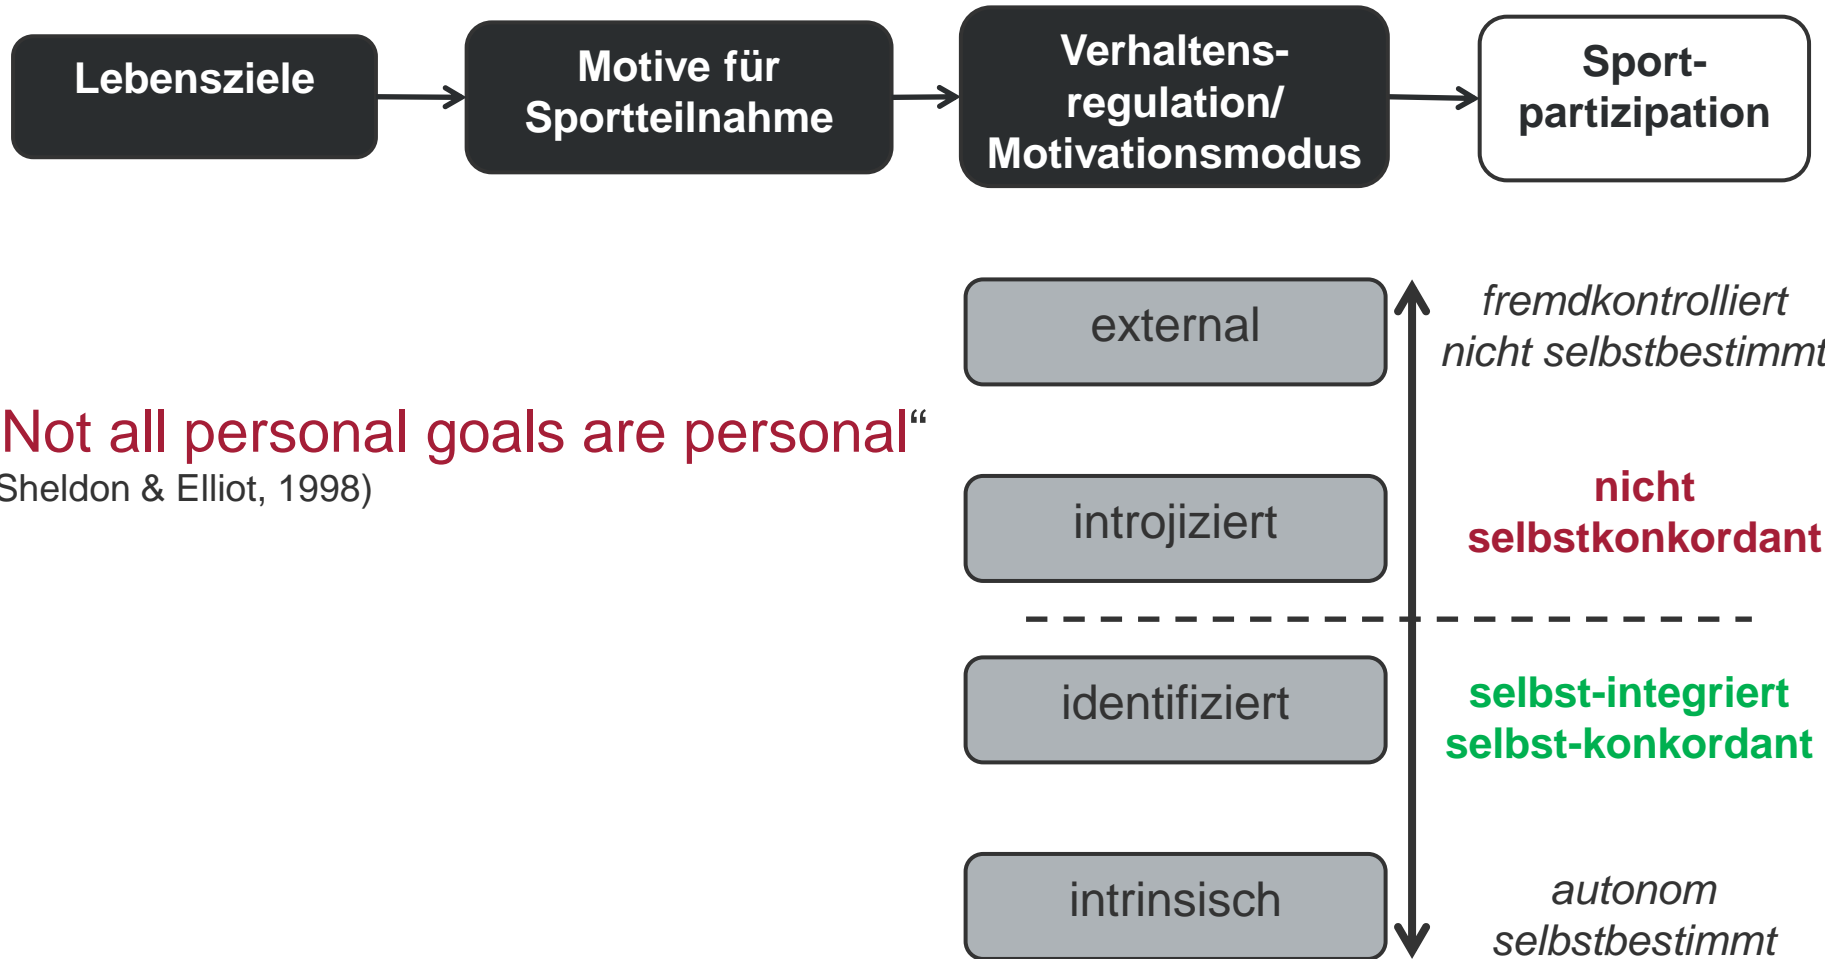 Lebensziele
Motive für
Sportteilnahme
Verhaltens-
regulation/
Motivationsmodus
Sport-
partizipation
external
fremdkontrolliert
nicht selbstbestimmt
Not all personal goals are personal“
Sheldon & Elliot, 1998)
introjiziert
nicht
selbstkonkordant
identifiziert
selbst-integriert
selbst-konkordant
intrinsisch
autonom
selbstbestimmt